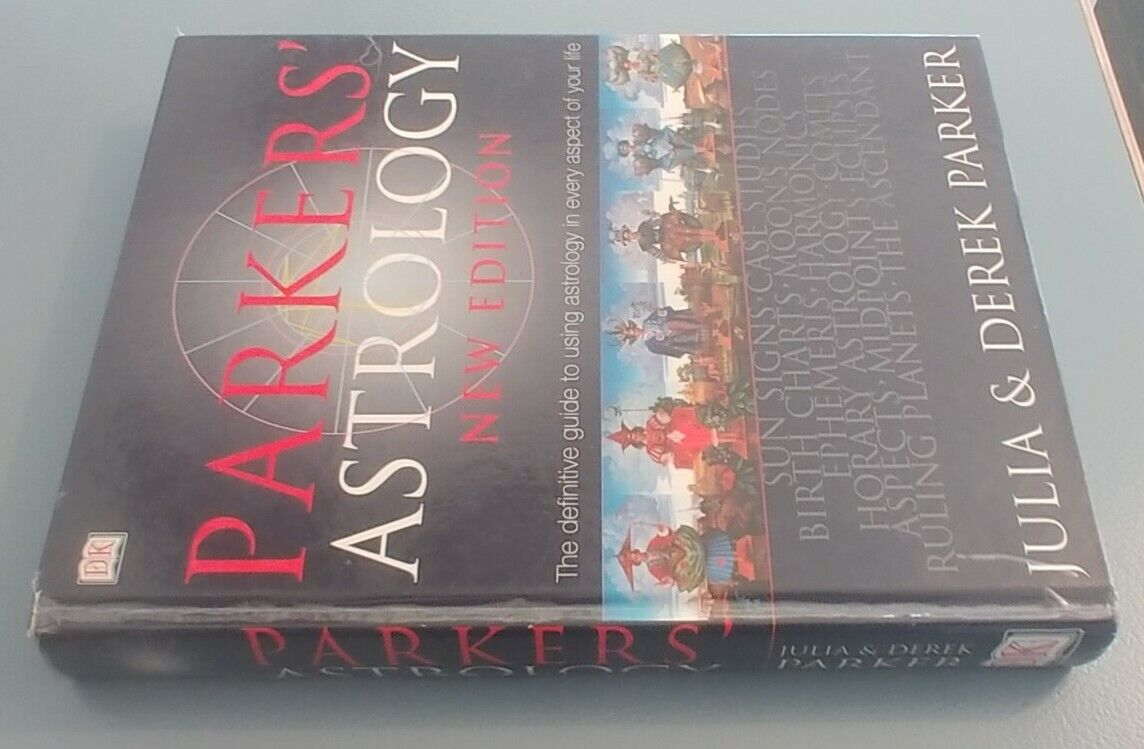 DK
PARKERS'
ASTROLOGY
NEW EDITION
The definitive guide to using astrology in every aspect of your life
SUN SIGNS·CASE STUDIES
BIRTH CHARTS·MOON'S NODES
EPHEMERIS·HARMONICS
HORARY ASTROLOGY·COMETS
ASPECTS·MIDPOINTS·ECLIPSES
RULING PLANETS·THE ASCENDANT
JULIA & DEREK PARKER
PARKERS'
ASTROLOGY
JULIA & DEREK
PARKER
DK